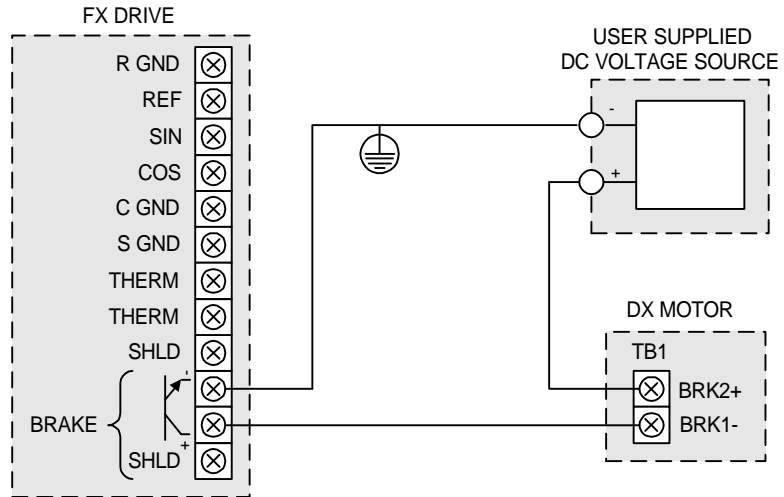 FX DRIVE
R GND
REF
SIN
COS
C GND
S GND
THERM
THERM
SHLD
-
BRAKE
+
SHLD
USER SUPPLIED
DC VOLTAGE SOURCE
-
+
DX MOTOR
TB1
BRK2+
BRK1-